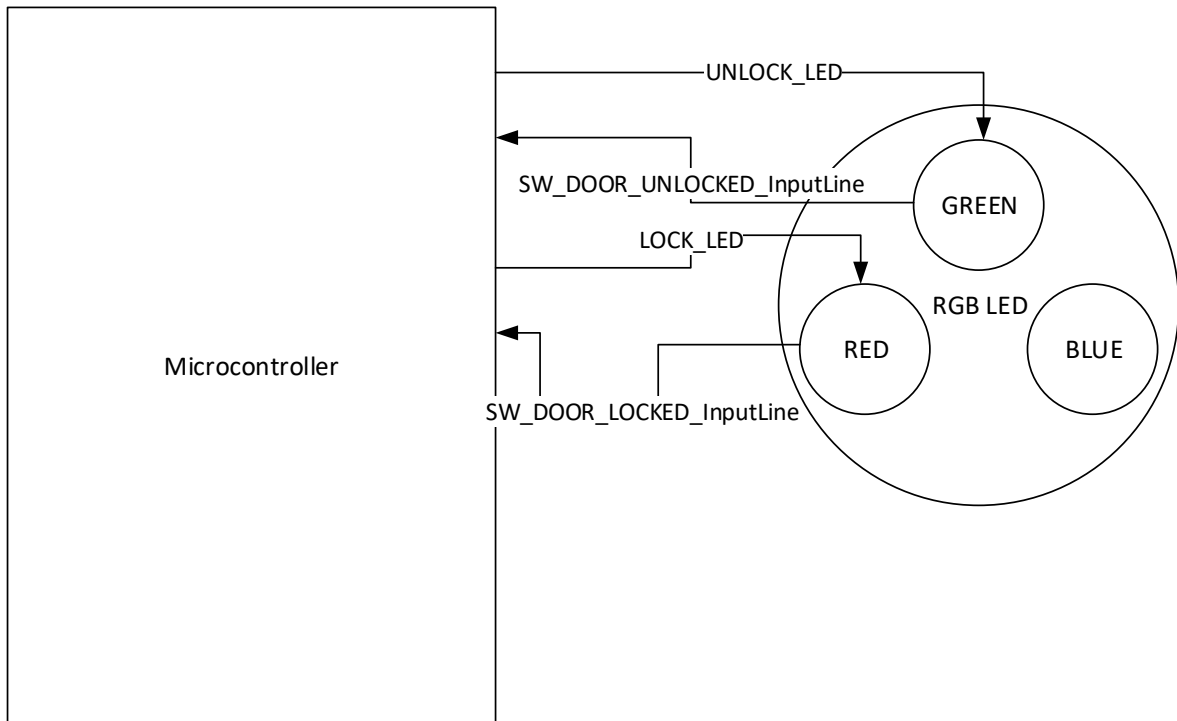 UNLOCK_LED
SW_DOOR_UNLOCKED_InputLine
GREEN
LOCK_LED
RGB LED
RED
BLUE
Microcontroller
SW_DOOR_LOCKED_InputLine